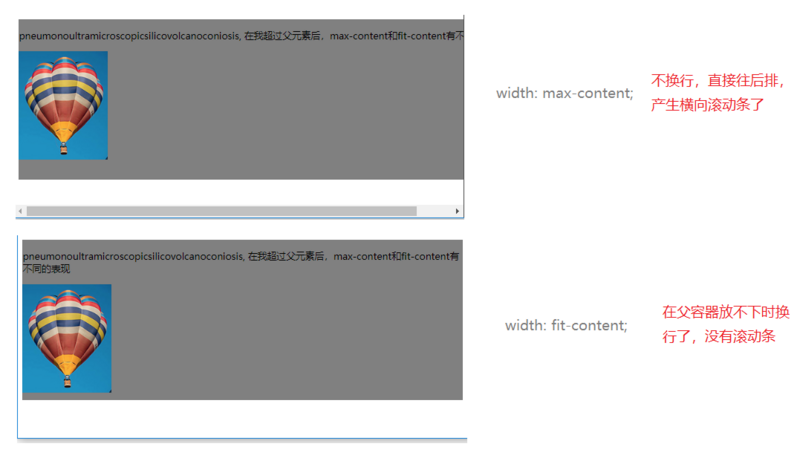 pneumonoultramicroscopicsilicovolcanoconiosis, 在我超过父元素后，max-content和fit-content有不
width: max-content;
不换行，直接往后排，
产生横向滚动条了
pneumonoultramicroscopicsilicovolcanoconiosis, 在我超过父元素后，max-content和fit-content有
不同的表现
width: fit-content;
在父容器放不下时换
行了，没有滚动条